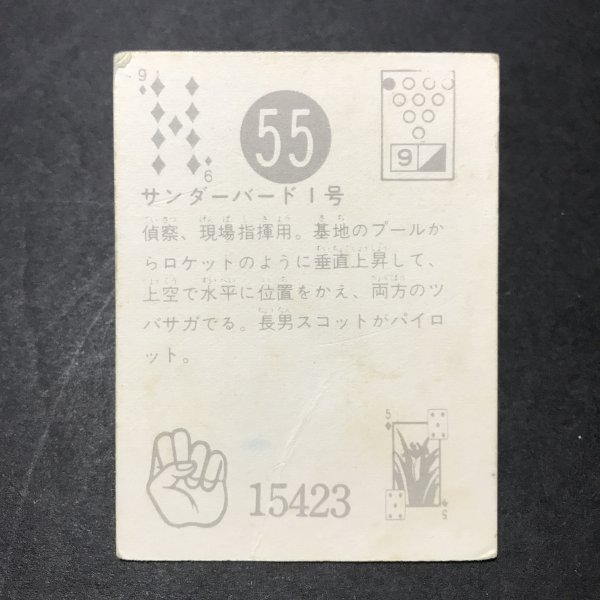 9
55
9
6
サンダーバード1号
偵察、現場指揮用。基地のプールか
らロケットのように垂直上昇して、
上空で水平に位置をかえ、両方のツ
バサガでる。長男スコットがパイロ
ット。
5
15423
5